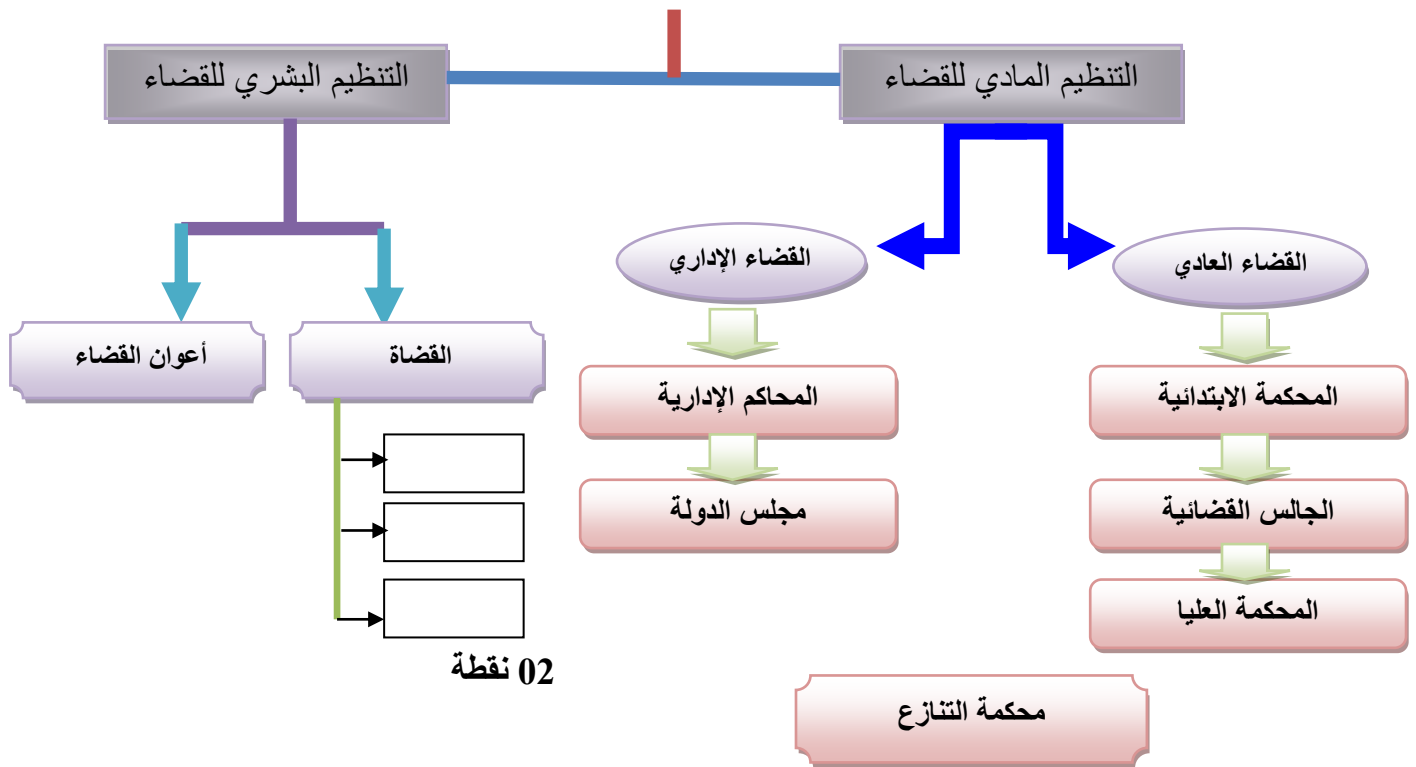 التنظيم المادي للقضاء
التنظيم البشري للقضاء
القضاء العادي
القضاء الإداري
القضاة
أعوان القضاء
المحكمة الابتدائية
المحاكم الإدارية
الجالس القضائية
مجلس الدولة
المحكمة العليا
02 نقطة
محكمة التنازع